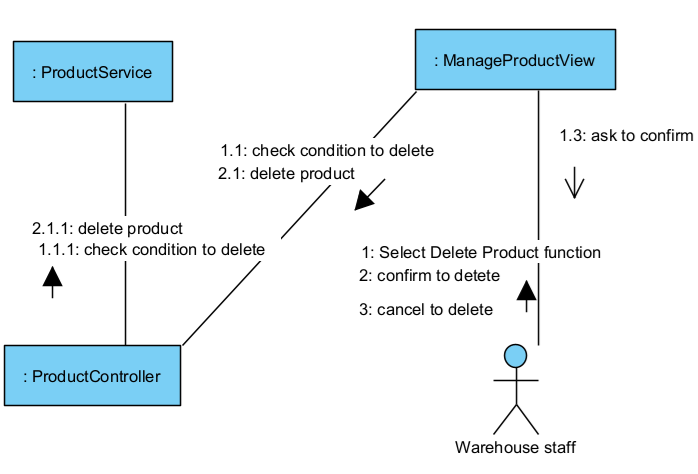 : ManageProductView
: ProductService
1.3: ask to confirm
1.1: check condition to delete
2.1: delete product
2.1.1: delete product
1.1.1: check condition to delete
1: Select Delete Product function
2: confirm to detete
3: cancel to delete
: ProductController
Warehouse staff